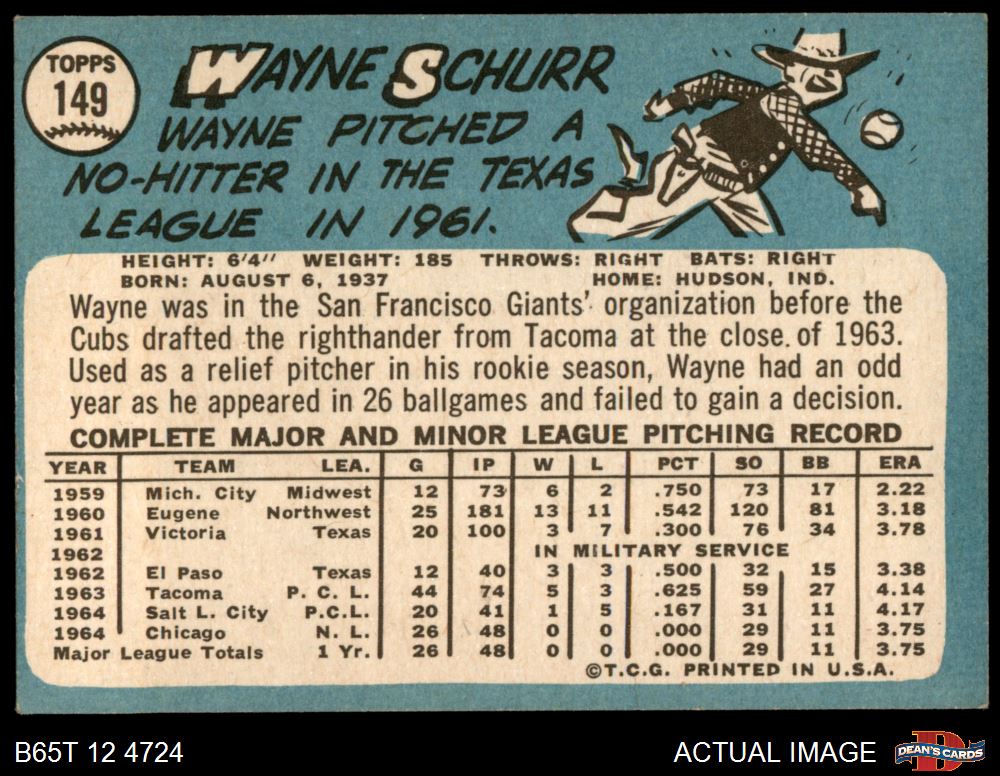 TOPPS
149
WAYNE SCHURR
WAYNE PITCHED A
NO-HITTER IN THE TEXAS
LEAGUE IN 1961.
HEIGHT: 6'4" WEIGHT: 185 THROWS: RIGHT BATS: RIGHT
BORN: AUGUST 6, 1937 HOME: HUDSON, IND.
Wayne was in the San Francisco Giants' organization before the
Cubs drafted the righthander from Tacoma at the close of 1963.
Used as a relief pitcher in his rookie season, Wayne had an odd
year as he appeared in 26 ballgames and failed to gain a decision.
COMPLETE MAJOR AND MINOR LEAGUE PITCHING RECORD
YEAR TEAM LEA. G IP W L PCT SO BB ERA
1959 Mich. City Midwest 12 73 6 2 .750 73 17 2.22
1960 Eugene Northwest 25 181 13 11 .542 120 81 3.18
1961 Victoria Texas 20 100 3 7 .300 76 34 3.78
1962 IN MILITARY SERVICE
1962 El Paso Texas 12 40 3 3 .500 32 15 3.38
1963 Tacoma P. C. L. 44 74 5 3 .625 59 27 4.14
1964 Salt L. City P.C.L. 20 41 1 5 .167 31 11 4.17
1964 Chicago N. L. 26 48 0 0 .000 29 11 3.75
Major League Totals 1 Yr. 26 48 0 0 .000 29 11 3.75
©T.C.G. PRINTED IN U.S.A.
B65T 12 4724 ACTUAL IMAGE DEAN'S CARDS